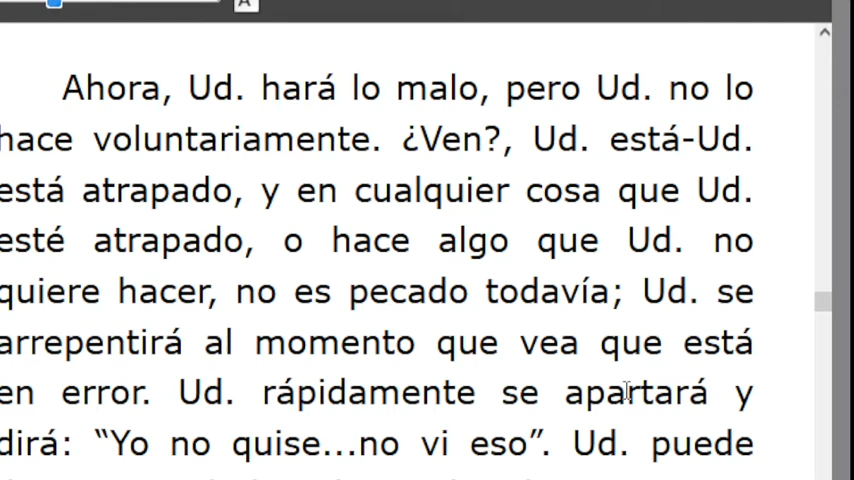 A
Ahora, Ud. hará lo malo, pero Ud. no lo
hace voluntariamente. ¿Ven?, Ud. está-Ud.
está atrapado, y en cualquier cosa que Ud.
esté atrapado, o hace algo que Ud. no
quiere hacer, no es pecado todavía; Ud. se
arrepentirá al momento que vea que está
en error. Ud. rápidamente se apartará y
dirá: “Yo no quise...no vi eso”. Ud. puede